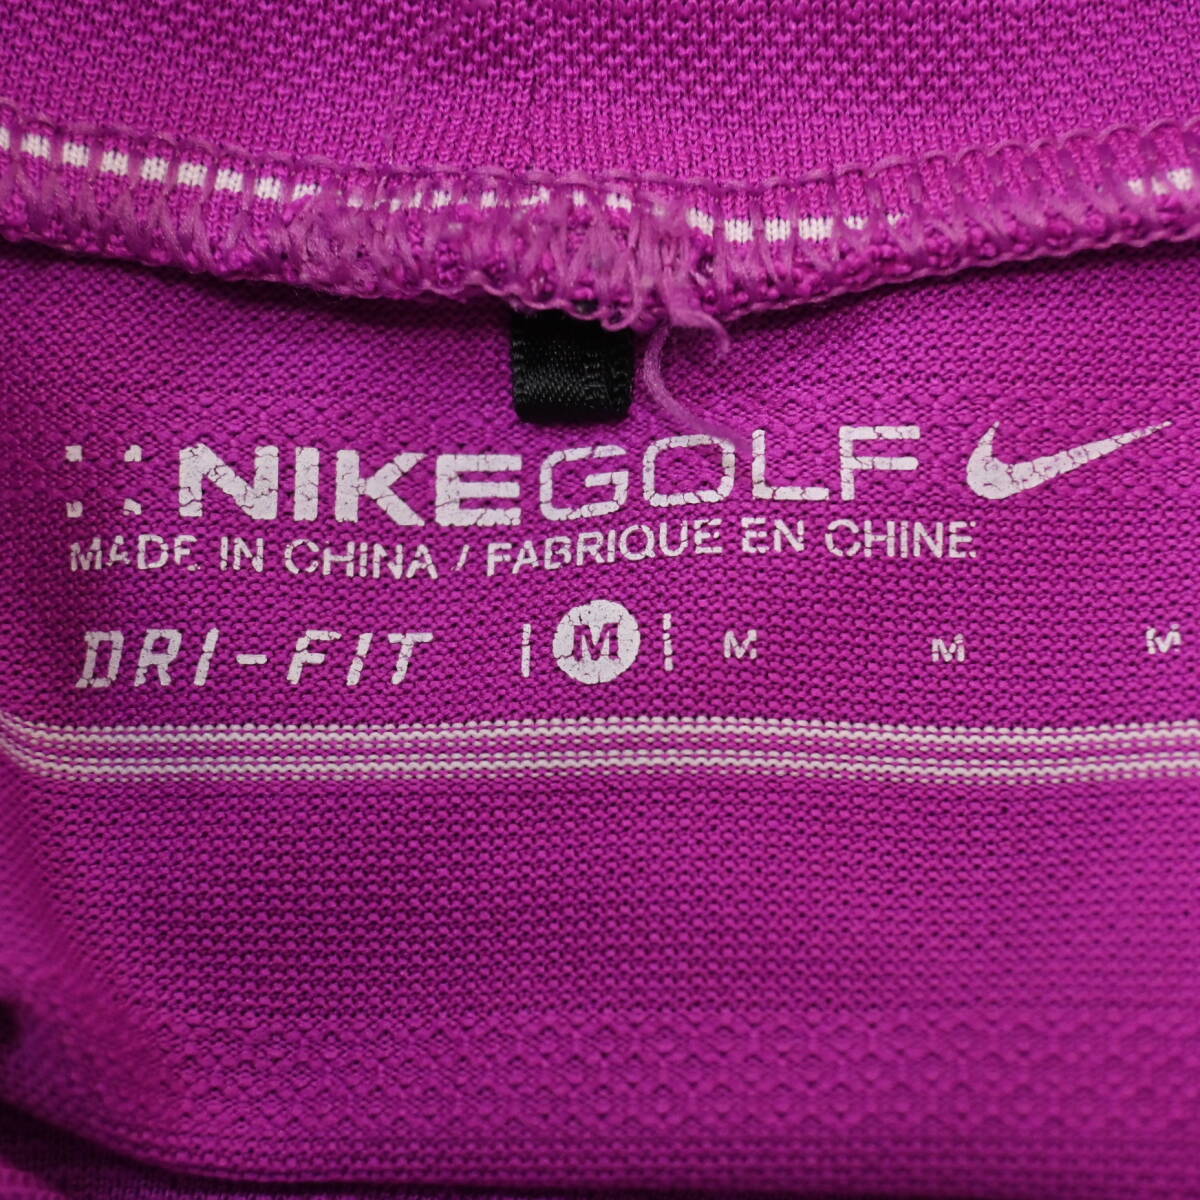 NIKEGOLF
MADE IN CHINA / FABRIQUE EN CHINE
DRI-FIT | M | M M M